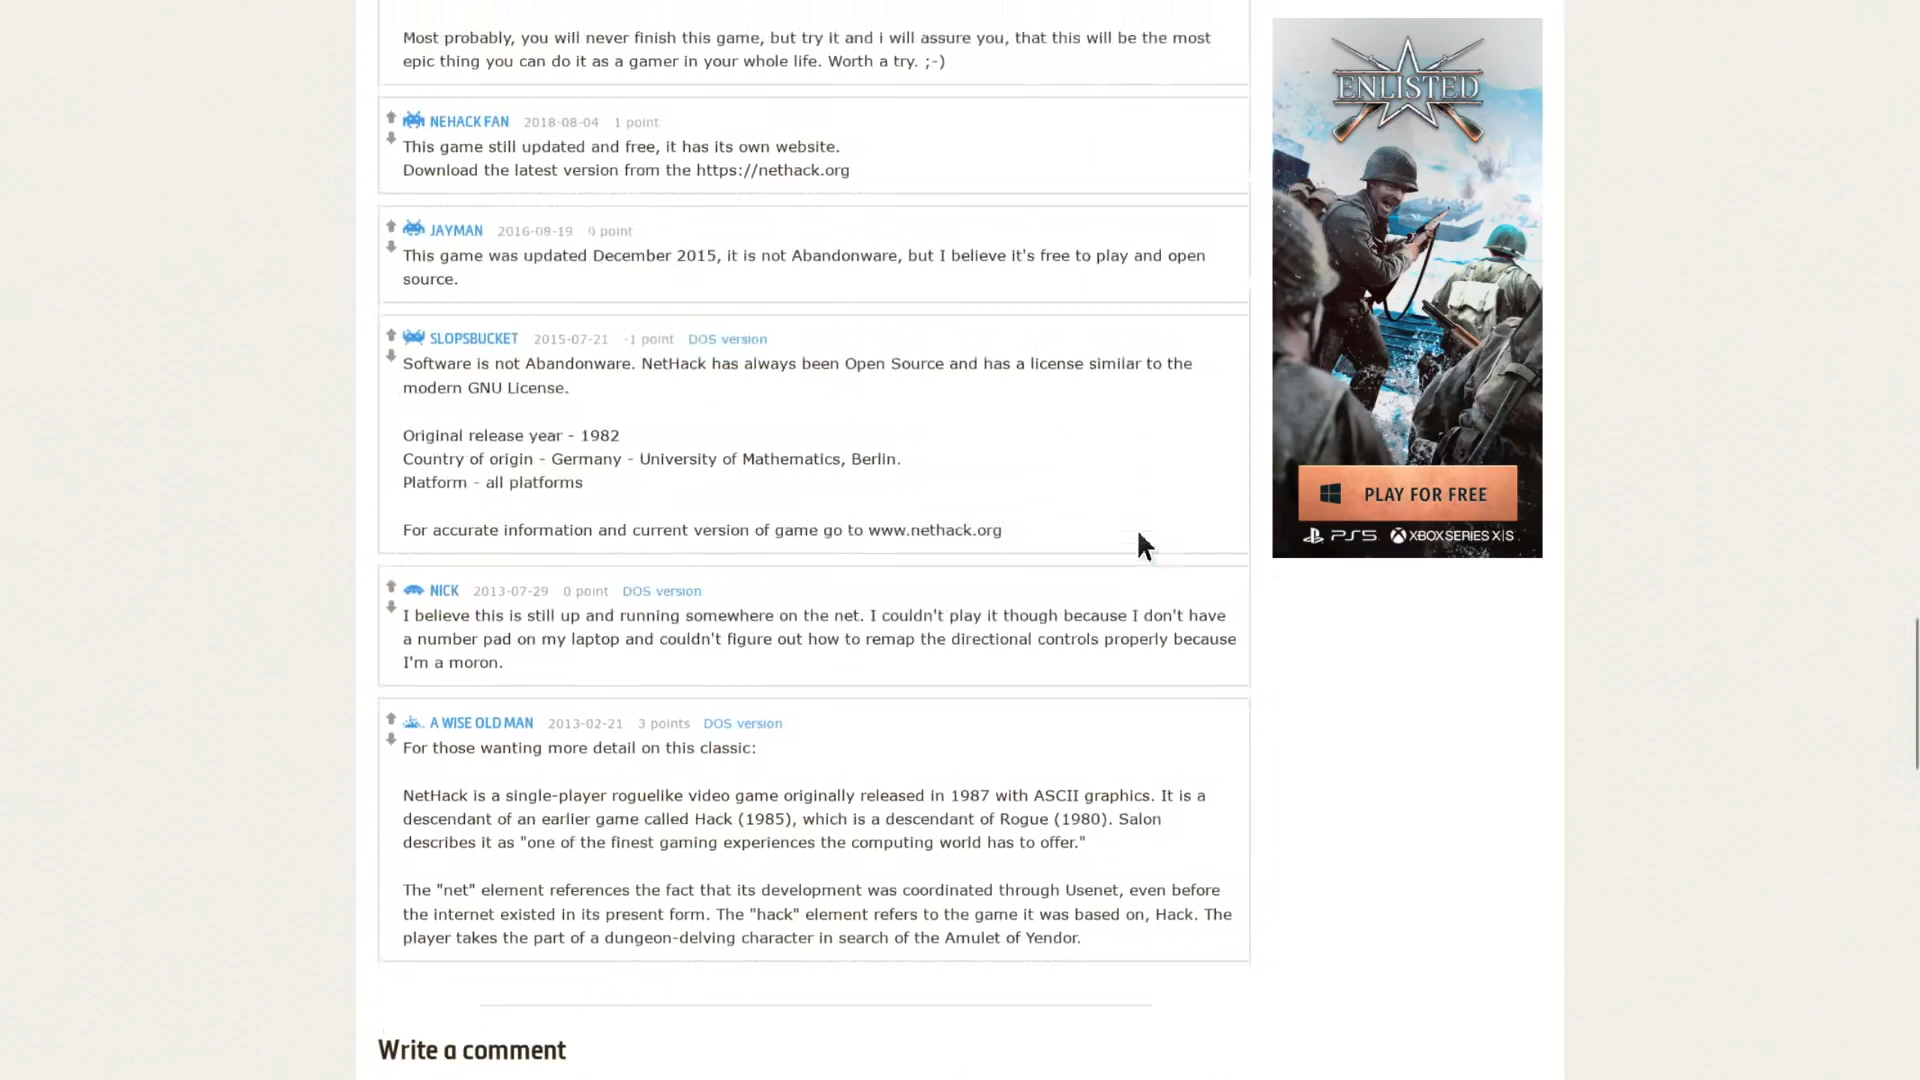 Most probably, you will never finish this game, but try it and i will assure you, that this will be the most
epic thing you can do it as a gamer in your whole life. Worth a try. ;-)
NEHACK FAN 2018-08-04 1 point
This game still updated and free, it has its own website.
Download the latest version from the https://nethack.org
JAYMAN 2016-08-19 0 point
This game was updated December 2015, it is not Abandonware, but I believe it's free to play and open
source.
SLOPSBUCKET 2015-07-21 -1 point DOS version
Software is not Abandonware. NetHack has always been Open Source and has a license similar to the
modern GNU License.
Original release year - 1982
Country of origin - Germany - University of Mathematics, Berlin.
Platform - all platforms
For accurate information and current version of game go to www.nethack.org
NICK 2013-07-29 0 point DOS version
I believe this is still up and running somewhere on the net. I couldn't play it though because I don't have
a number pad on my laptop and couldn't figure out how to remap the directional controls properly because
I'm a moron.
A WISE OLD MAN 2013-02-21 3 points DOS version
For those wanting more detail on this classic:
NetHack is a single-player roguelike video game originally released in 1987 with ASCII graphics. It is a
descendant of an earlier game called Hack (1985), which is a descendant of Rogue (1980). Salon
describes it as "one of the finest gaming experiences the computing world has to offer."
The "net" element references the fact that its development was coordinated through Usenet, even before
the internet existed in its present form. The "hack" element refers to the game it was based on, Hack. The
player takes the part of a dungeon-delving character in search of the Amulet of Yendor.
Write a comment
ENLISTED
PLAY FOR FREE
PS5 XBOX SERIES X|S